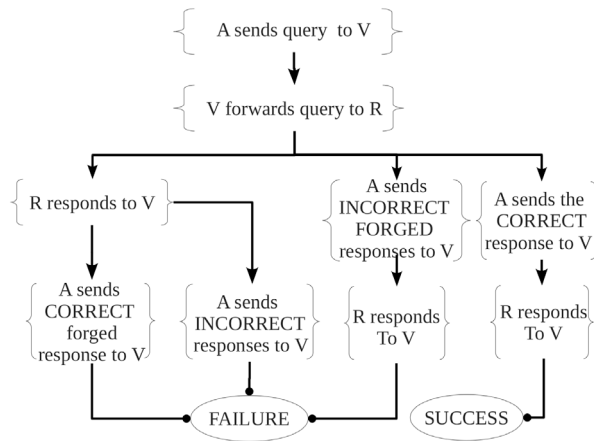 A sends query to V
V forwards query to R
R responds to V
A sends
INCORRECT
FORGED
responses to V
A sends the
CORRECT
response to V
A sends
CORRECT
forged
response to V
A sends
INCORRECT
responses to V
R responds
To V
R responds
To V
FAILURE
SUCCESS